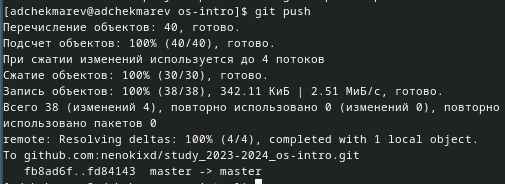 [adchekmarev@adchekmarev os-intro]$ git push
Перечисление объектов: 40, готово.
Подсчет объектов: 100% (40/40), готово.
При сжатии изменений используется до 4 потоков
Сжатие объектов: 100% (30/30), готово.
Запись объектов: 100% (38/38), 342.11 КиБ | 2.51 МиБ/с, готово.
Всего 38 (изменений 4), повторно использовано 0 (изменений 0), повторно
использовано пакетов 0
remote: Resolving deltas: 100% (4/4), completed with 1 local object.
To github.com:nenokixd/study_2023-2024_os-intro.git
   fb8ad6f..fd84143  master -> master